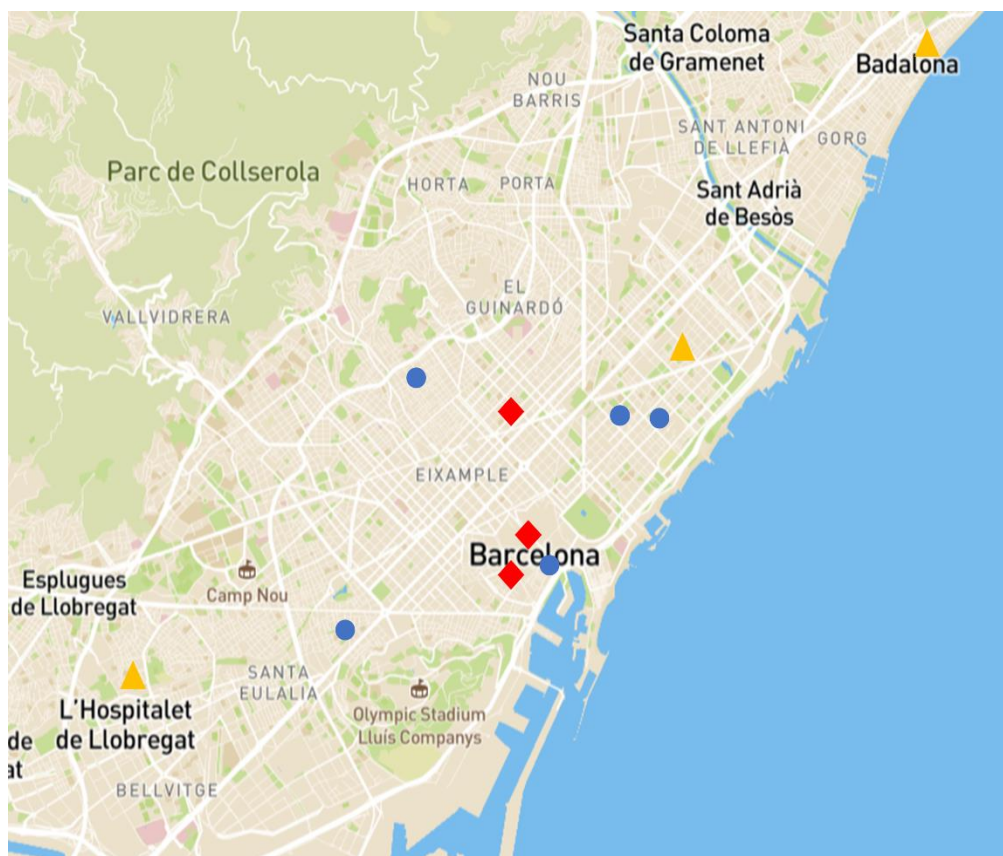 Santa Coloma
de Gramenet
Badalona
NOU
BARRIS
SANT ANTONI
DE LLEFIÀ
GORG
Parc de Collserola
HORTA
PORTA
Sant Adrià
de Besòs
EL
GUINARDÓ
VALLVIDRERA
EIXAMPLE
Barcelona
Esplugues
de Llobregat
Camp Nou
SANTA
EULÀLIA
L'Hospitalet
de Llobregat
Olympic Stadium
Lluís Companys
de
at
BELLVITGE